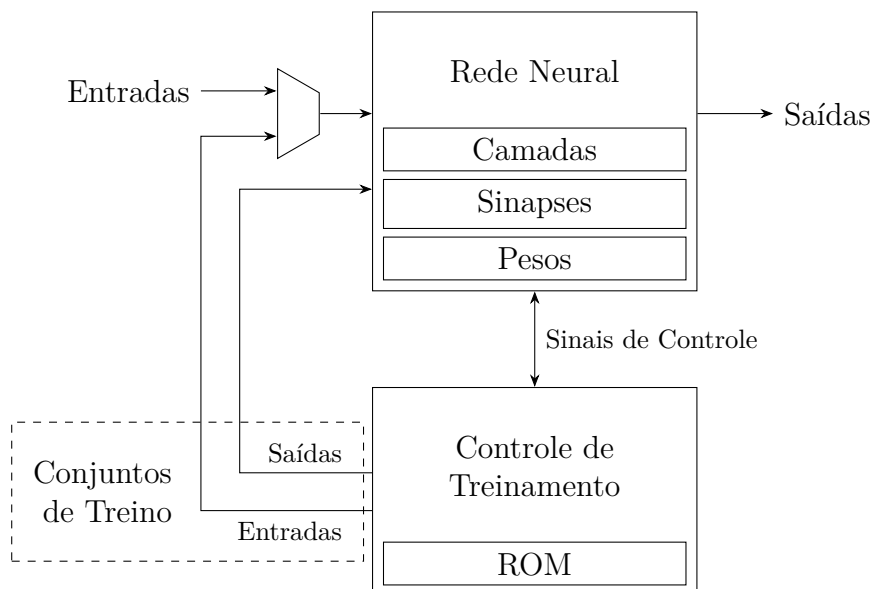 Rede Neural
Entradas
Saídas
Camadas
Sinapses
Pesos
Sinais de Controle
Saídas
Conjuntos
de Treino
Controle de
Treinamento
Entradas
ROM